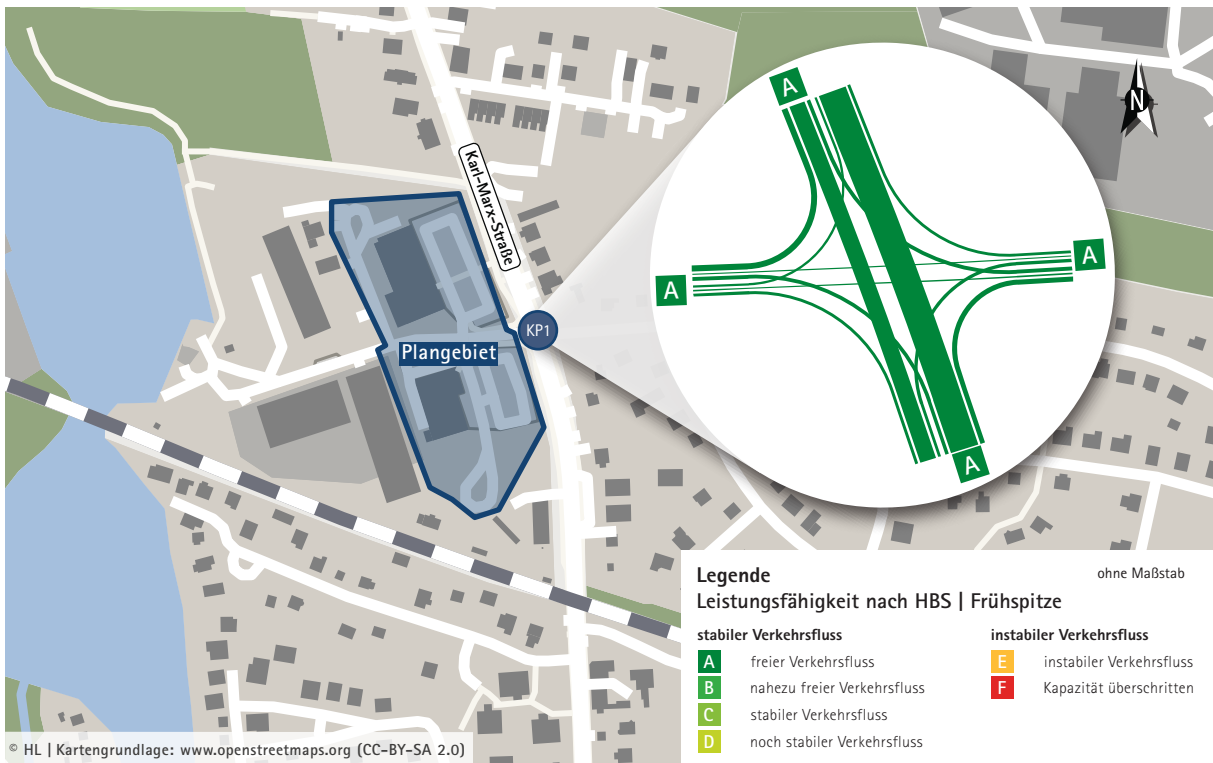 A
N
Karl-Marx-Straße
A
A
KP1
Plangebiet
A
Legende
ohne Maßstab
Leistungsfähigkeit nach HBS | Frühspitze
stabiler Verkehrsfluss
A freier Verkehrsfluss
B nahezu freier Verkehrsfluss
C stabiler Verkehrsfluss
D noch stabiler Verkehrsfluss
instabiler Verkehrsfluss
E instabiler Verkehrsfluss
F Kapazität überschritten
© HL | Kartengrundlage: www.openstreetmaps.org (CC-BY-SA 2.0)